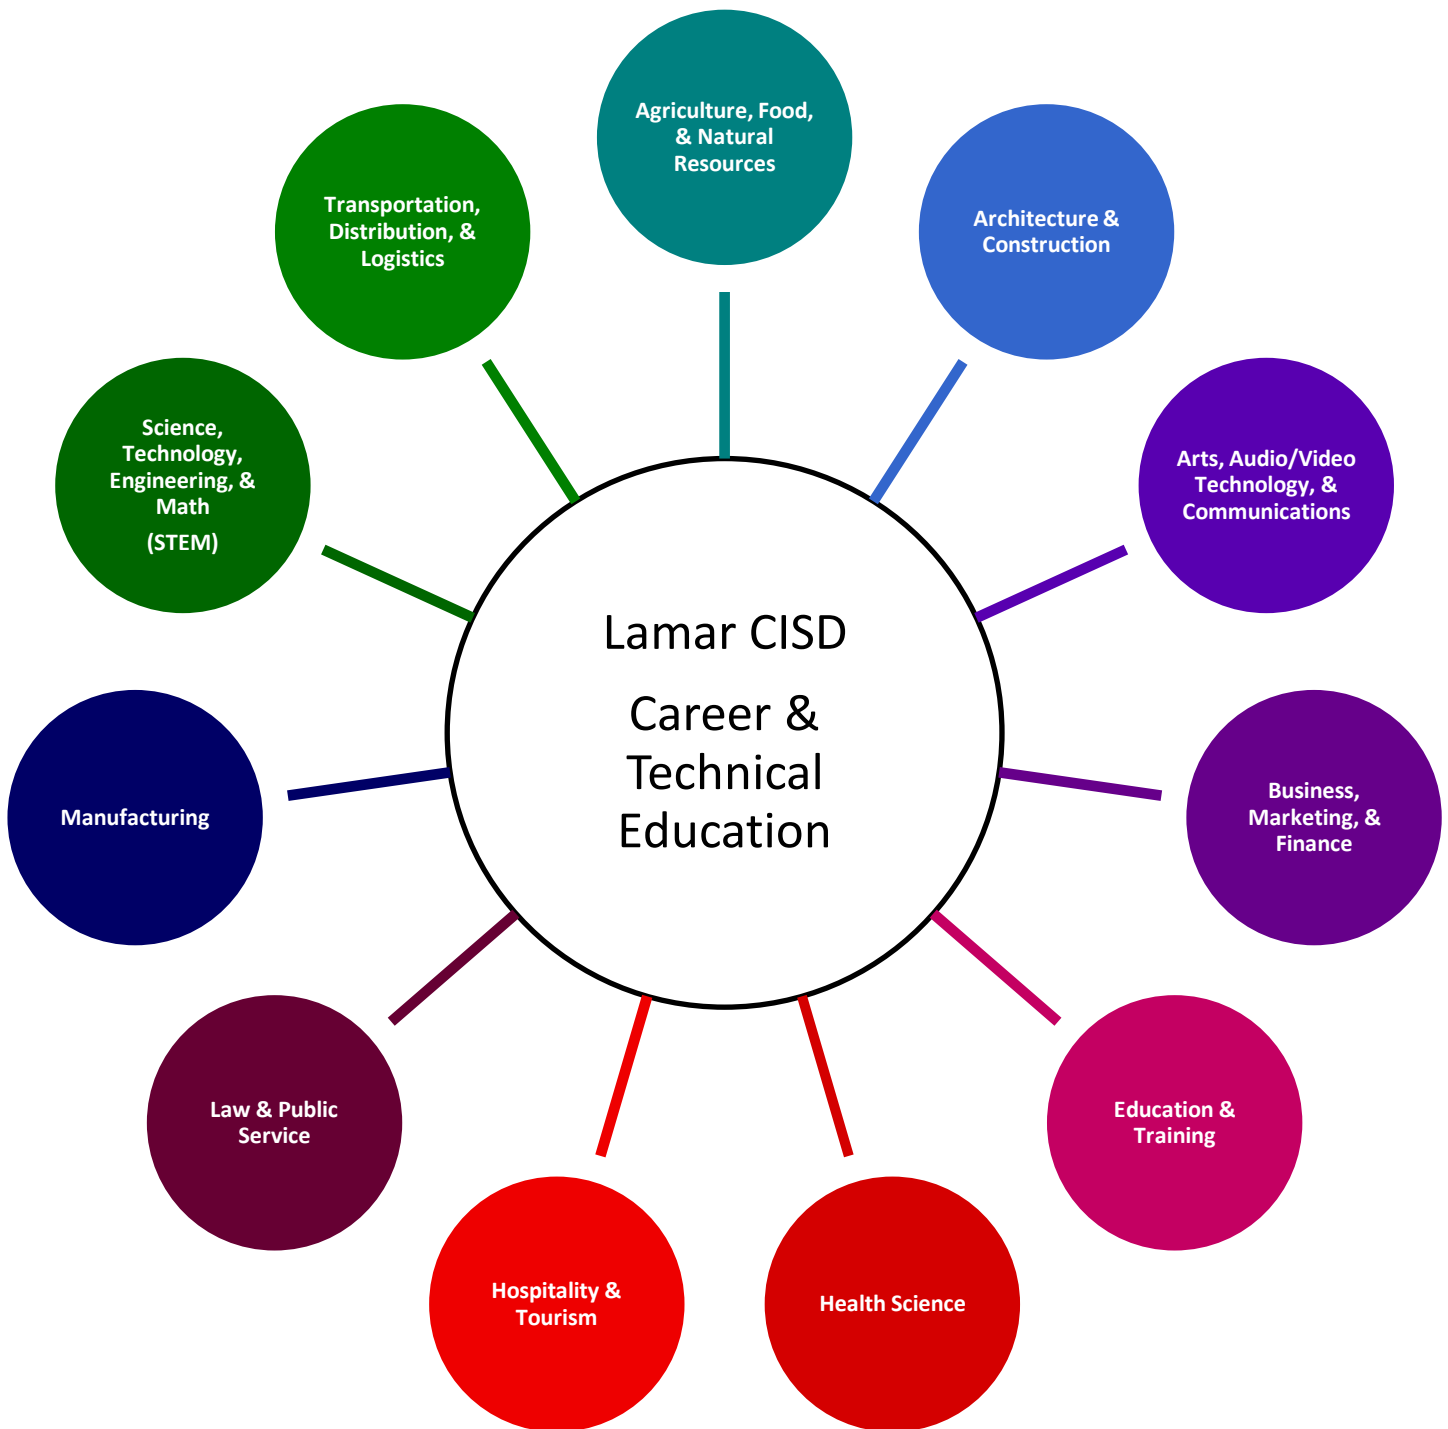 Agriculture, Food,
& Natural
Resources
Architecture &
Construction
Arts, Audio/Video
Technology, &
Communications
Business,
Marketing, &
Finance
Education &
Training
Health Science
Hospitality &
Tourism
Law & Public
Service
Manufacturing
Science,
Technology,
Engineering, &
Math
(STEM)
Transportation,
Distribution, &
Logistics
Lamar CISD
Career &
Technical
Education